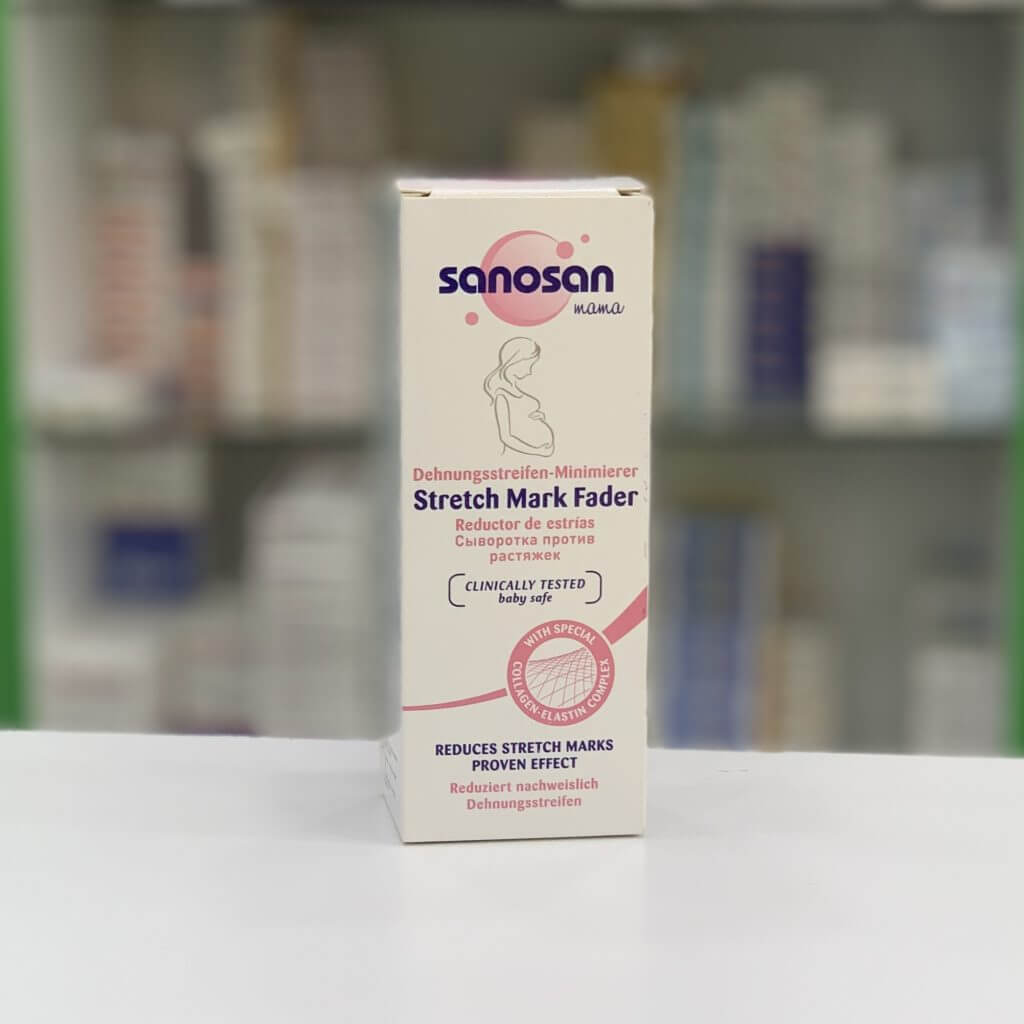 sanosan
mama
Dehnungsstreifen-Minimierer
Stretch Mark Fader
Reductor de estrías
Сыворотка против
растяжек
CLINICALLY TESTED
baby safe
WITH SPECIAL
COLLAGEN-ELASTIN COMPLEX
REDUCES STRETCH MARKS
PROVEN EFFECT
Reduziert nachweislich
Dehnungsstreifen